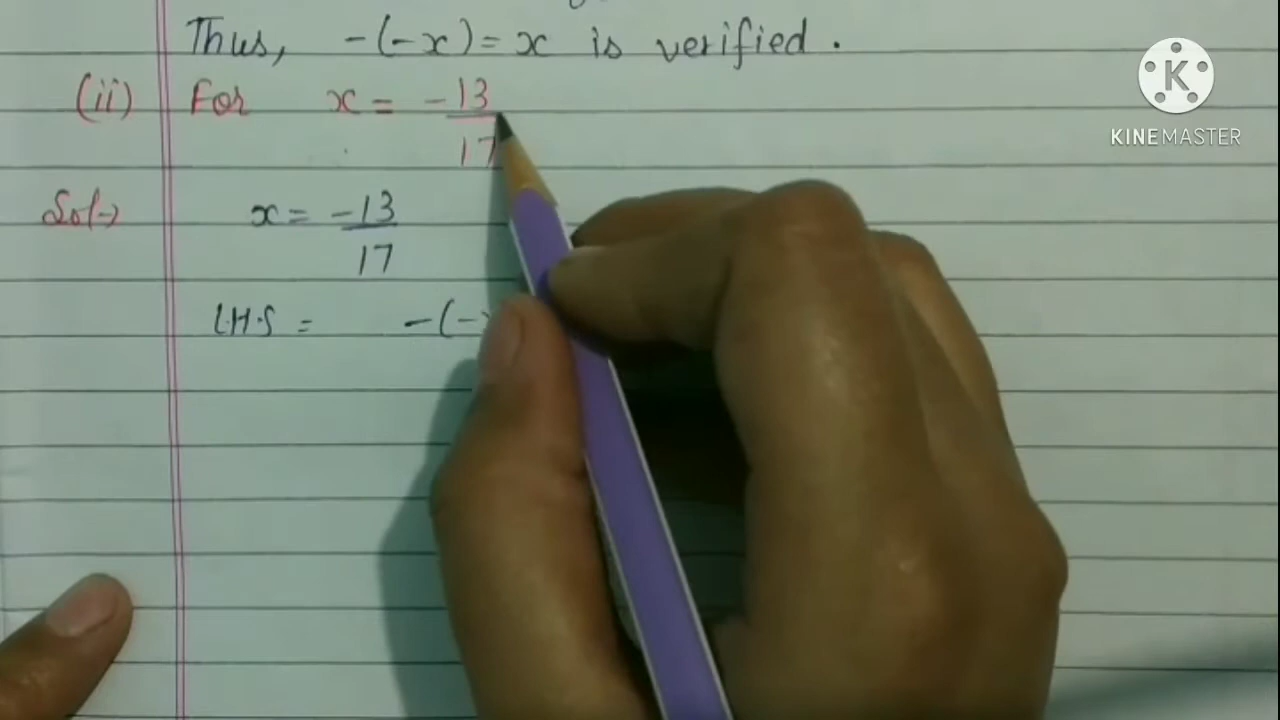 Thus, -(-x) = x is verified.
(ii) For x = -13/17
Sol→ x = -13/17
L.H.S = -(-
K
KINEMASTER